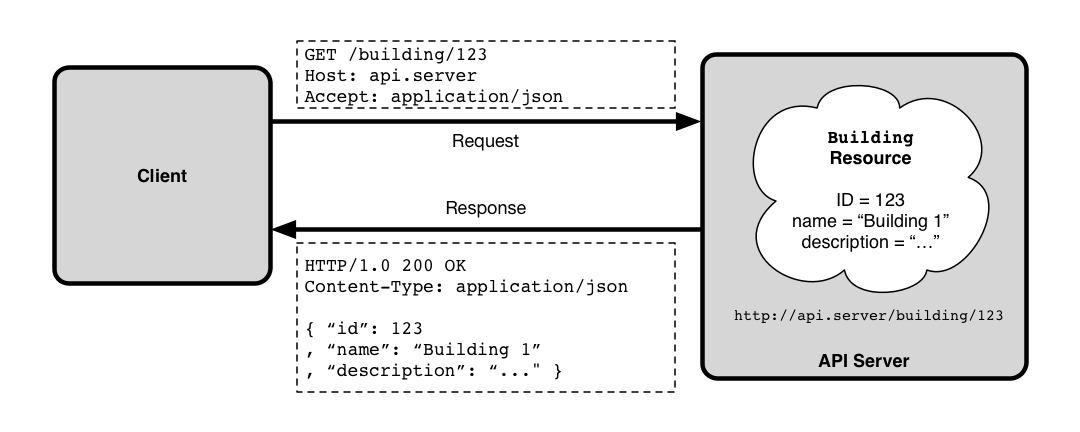 GET /building/123
Host: api.server
Accept: application/json
Request
Client
Response
HTTP/1.0 200 OK
Content-Type: application/json
{ “id”: 123
, “name”: “Building 1”
, “description”: “..." }
Building
Resource
ID = 123
name = “Building 1”
description = “…”
http://api.server/building/123
API Server